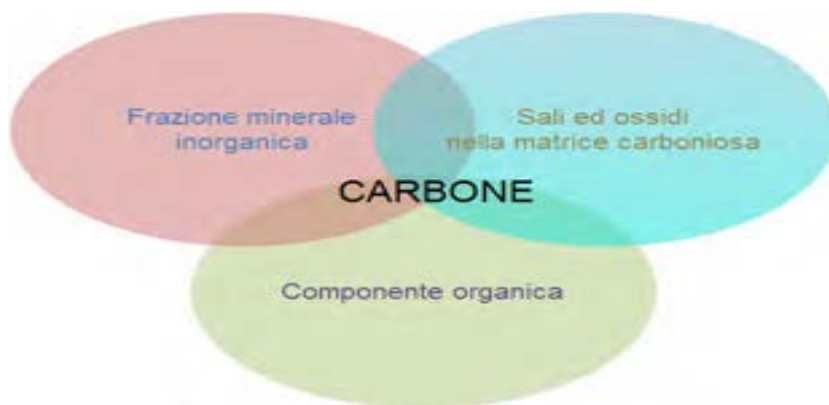 Frazione minerale
inorganica
Sali ed ossidi
nella matrice carboniosa
CARBONE
Componente organica